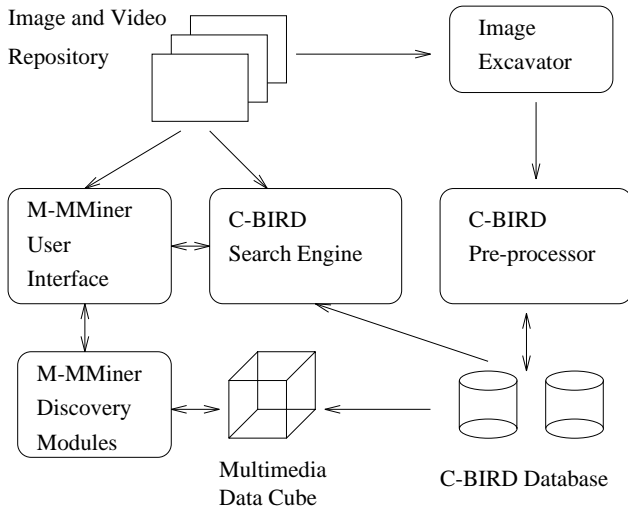 Image and Video
Repository
Image
Excavator
M-MMiner
User
Interface
C-BIRD
Search Engine
C-BIRD
Pre-processor
M-MMiner
Discovery
Modules
Multimedia
Data Cube
C-BIRD Database